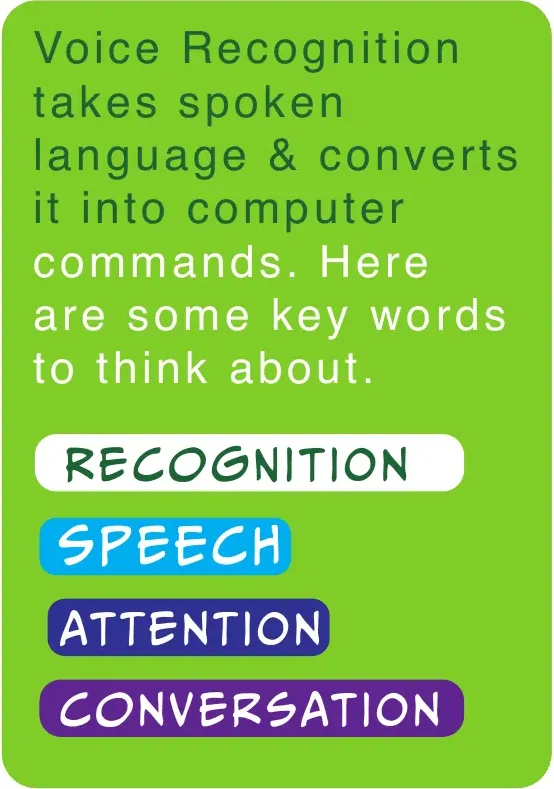 Voice Recognition
takes spoken
language & converts
it into computer
commands. Here
are some key words
to think about.
RECOGNITION
SPEECH
ATTENTION
CONVERSATION